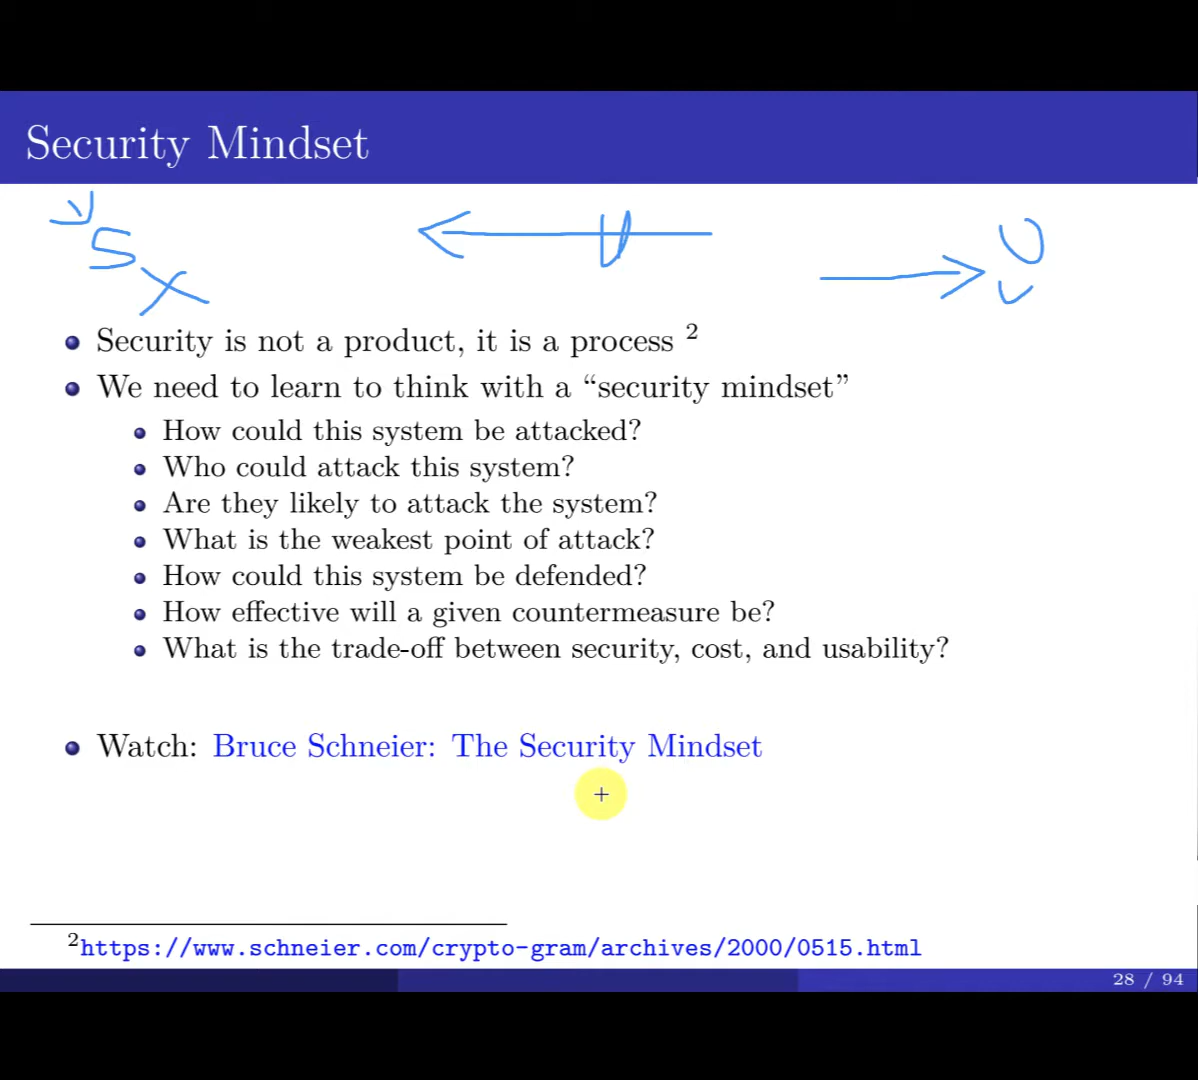 Security Mindset
S
X
U
Security is not a product, it is a process 2
We need to learn to think with a “security mindset”
How could this system be attacked?
Who could attack this system?
Are they likely to attack the system?
What is the weakest point of attack?
How could this system be defended?
How effective will a given countermeasure be?
What is the trade-off between security, cost, and usability?
Watch: Bruce Schneier: The Security Mindset
2https://www.schneier.com/crypto-gram/archives/2000/0515.html
28 / 94